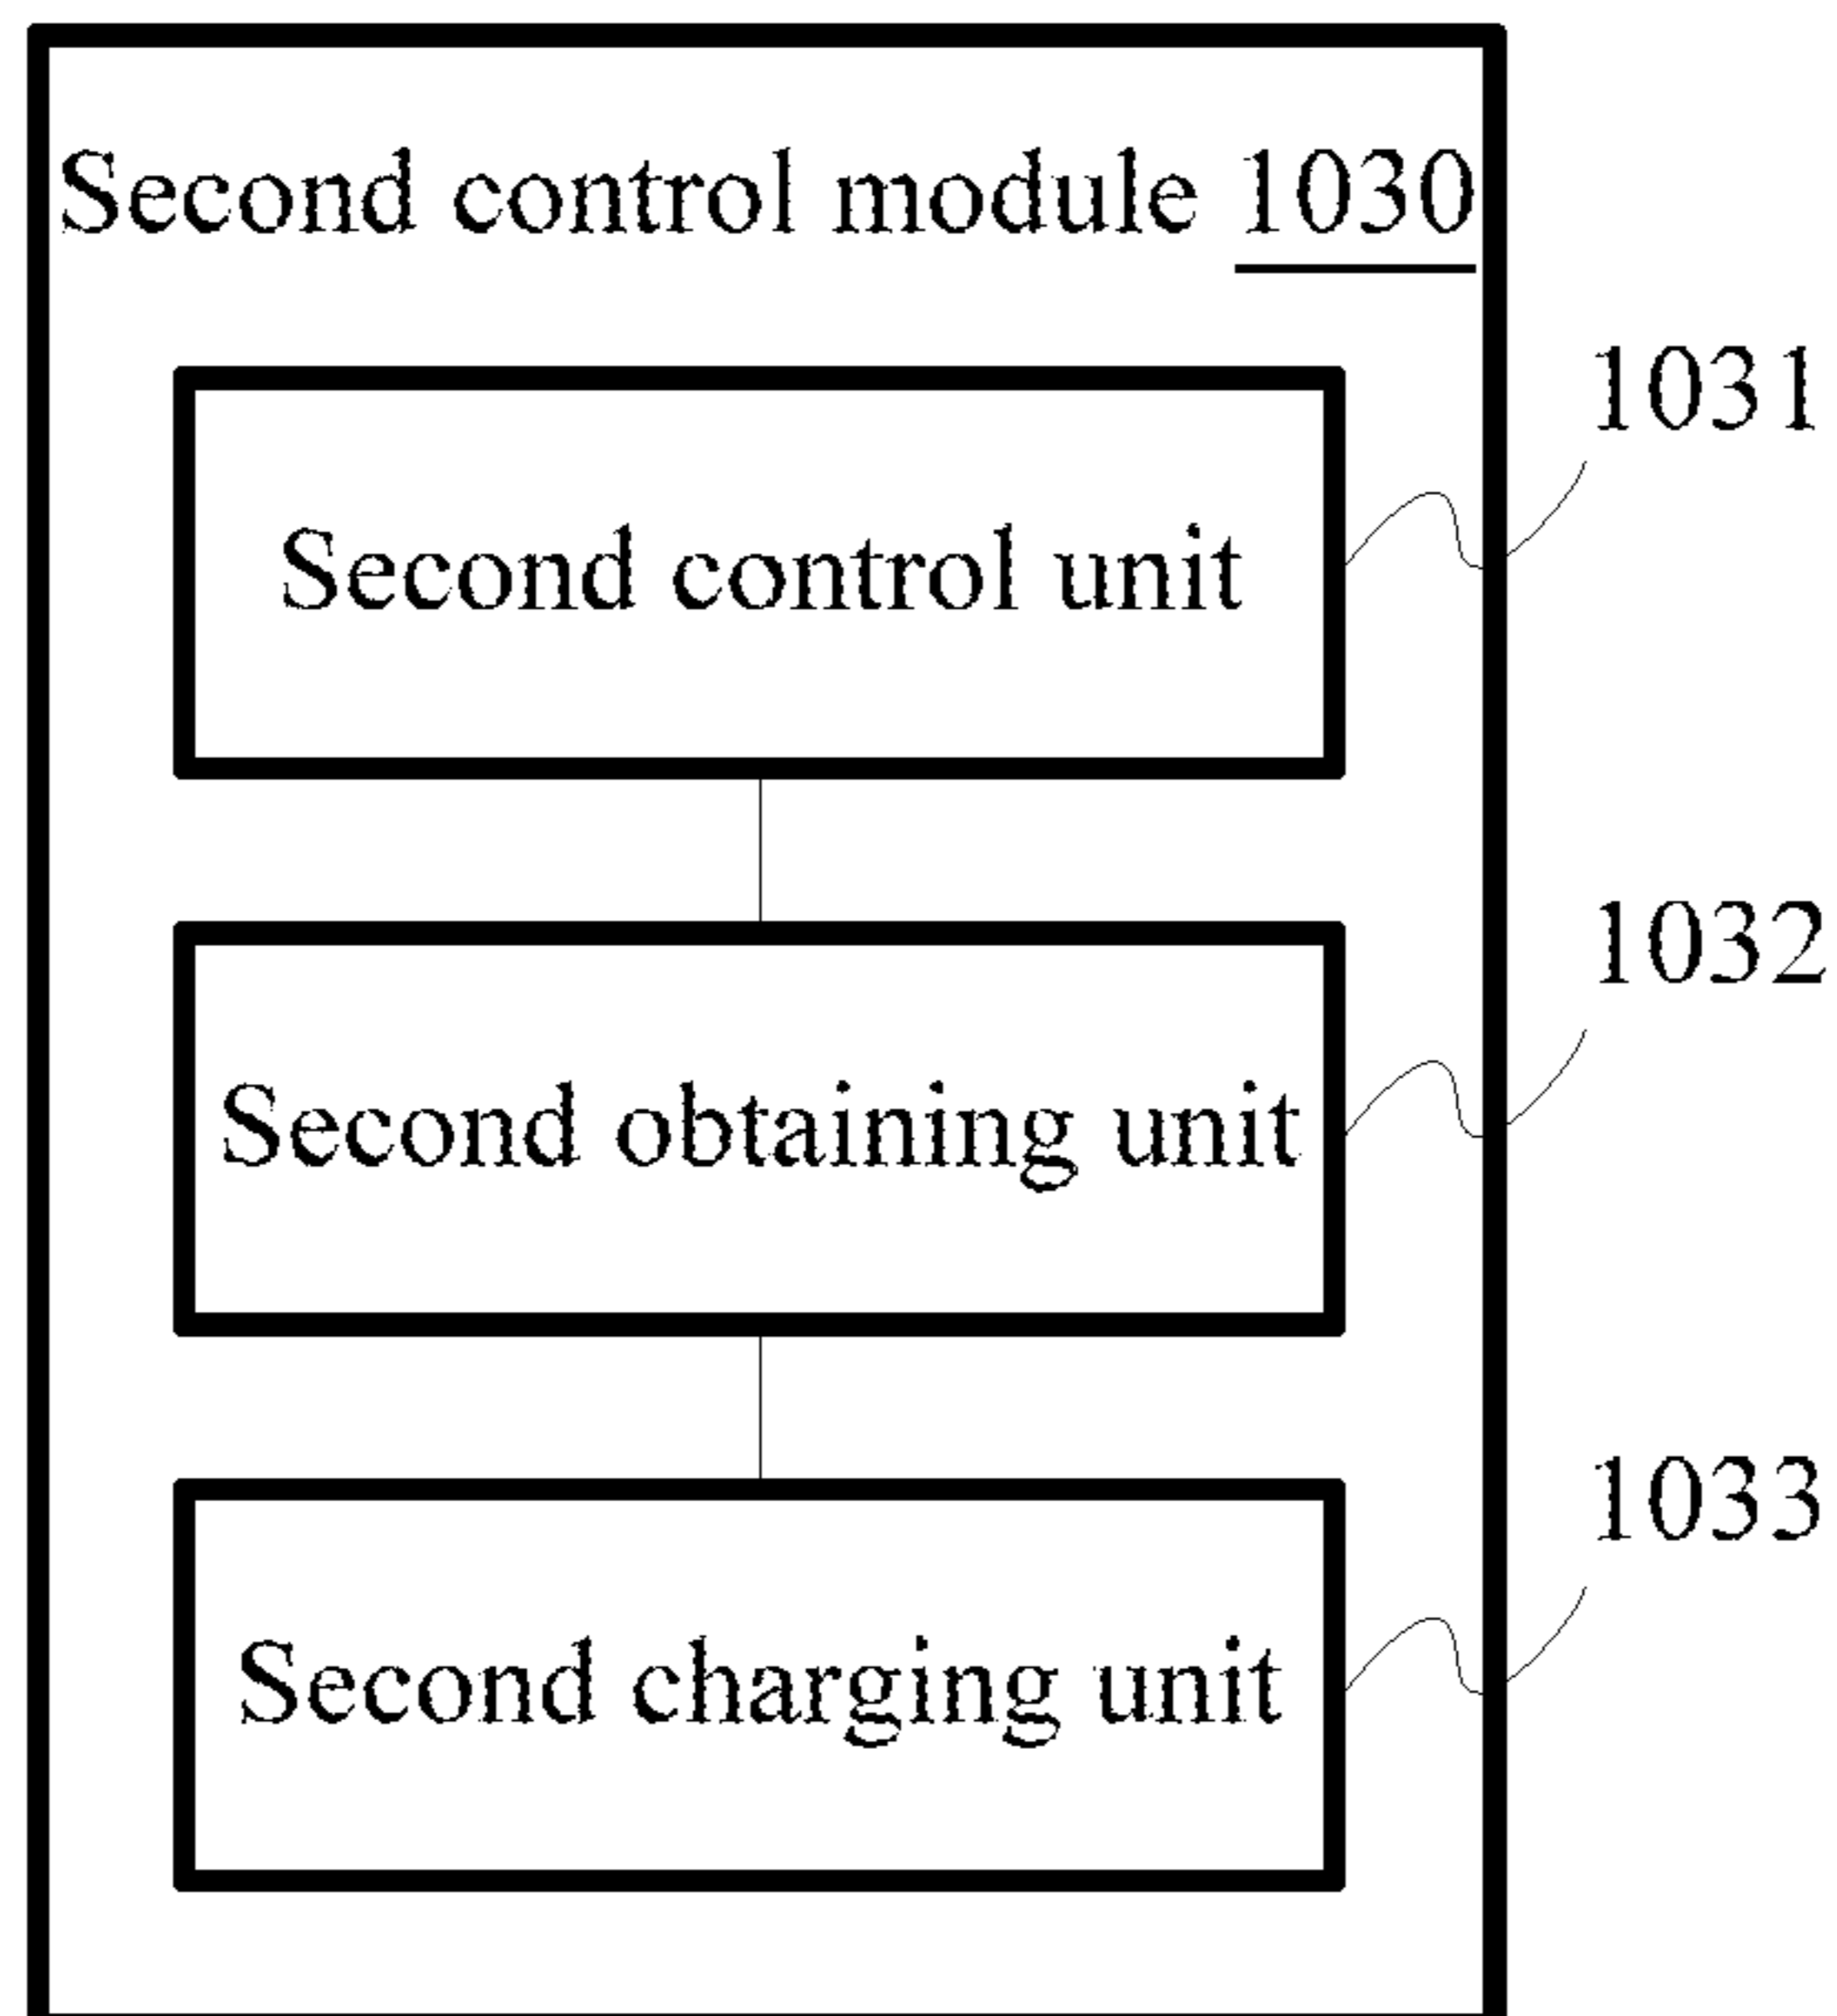 Second control module 1030
1031
Second control unit
1032
Second obtaining unit
1033
Second charging unit